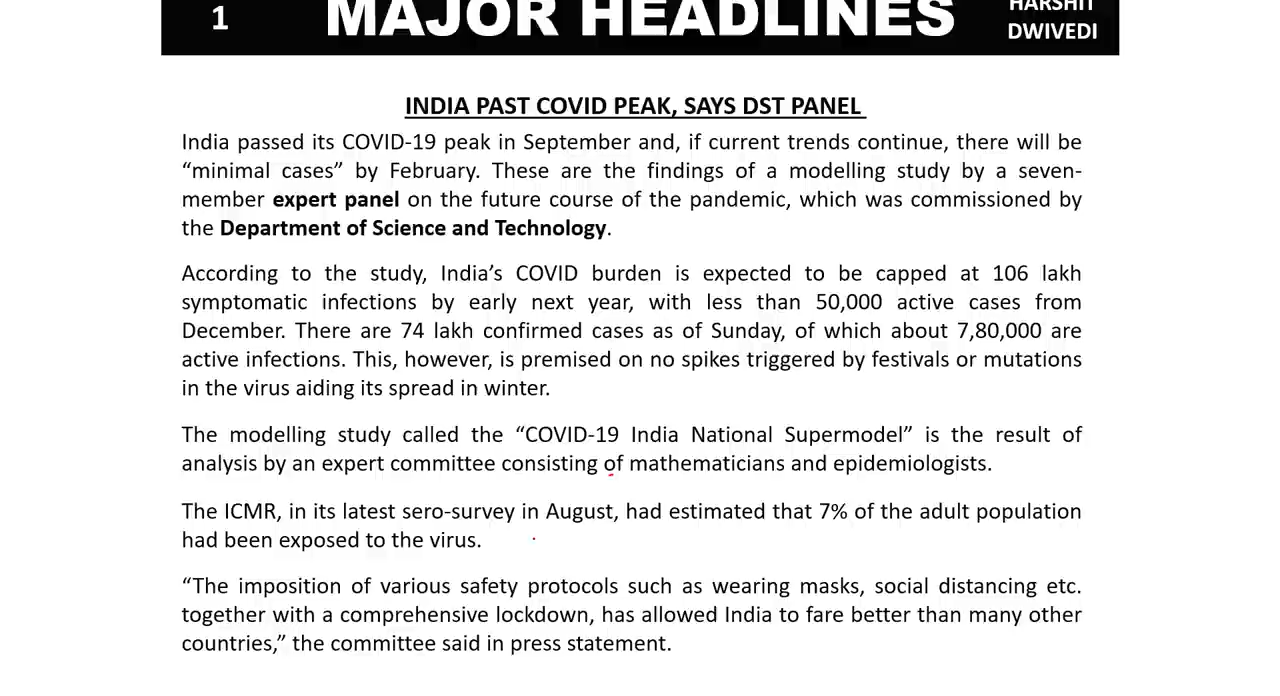 1
MAJOR HEADLINES
HARSHIT
DWIVEDI
INDIA PAST COVID PEAK, SAYS DST PANEL
India passed its COVID-19 peak in September and, if current trends continue, there will be
“minimal cases” by February. These are the findings of a modelling study by a seven-
member expert panel on the future course of the pandemic, which was commissioned by
the Department of Science and Technology.
According to the study, India’s COVID burden is expected to be capped at 106 lakh
symptomatic infections by early next year, with less than 50,000 active cases from
December. There are 74 lakh confirmed cases as of Sunday, of which about 7,80,000 are
active infections. This, however, is premised on no spikes triggered by festivals or mutations
in the virus aiding its spread in winter.
The modelling study called the “COVID-19 India National Supermodel” is the result of
analysis by an expert committee consisting of mathematicians and epidemiologists.
The ICMR, in its latest sero-survey in August, had estimated that 7% of the adult population
had been exposed to the virus.
“The imposition of various safety protocols such as wearing masks, social distancing etc.
together with a comprehensive lockdown, has allowed India to fare better than many other
countries,” the committee said in press statement.